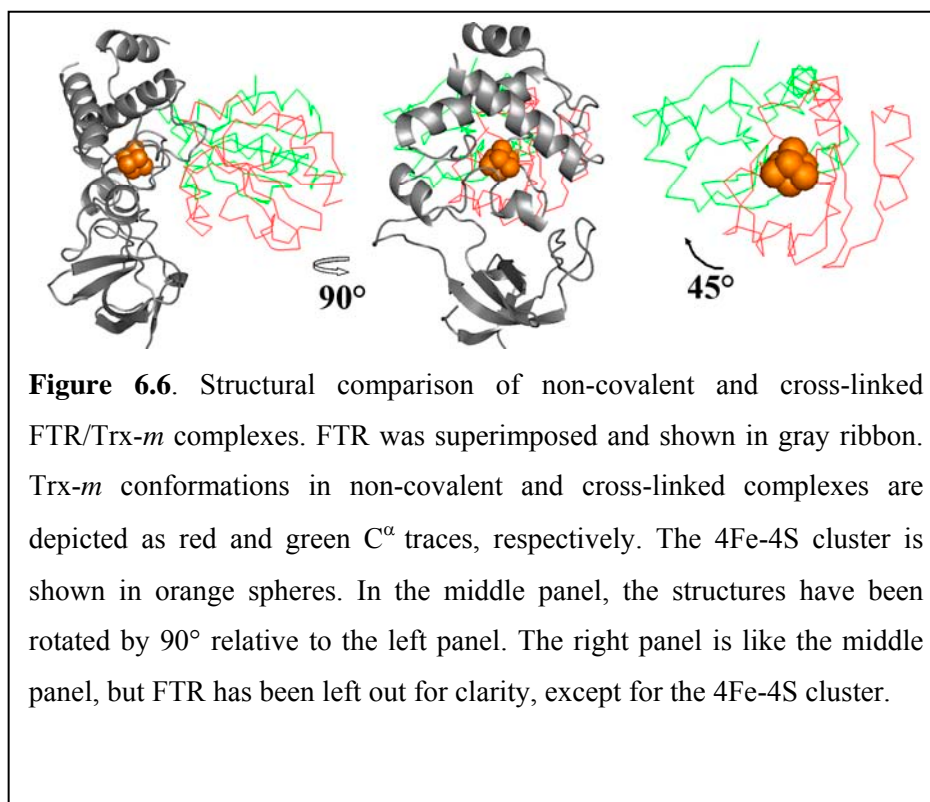 90°
45°
Figure 6.6. Structural comparison of non-covalent and cross-linked
FTR/Trx-m complexes. FTR was superimposed and shown in gray ribbon.
Trx-m conformations in non-covalent and cross-linked complexes are
depicted as red and green Cα traces, respectively. The 4Fe-4S cluster is
shown in orange spheres. In the middle panel, the structures have been
rotated by 90° relative to the left panel. The right panel is like the middle
panel, but FTR has been left out for clarity, except for the 4Fe-4S cluster.